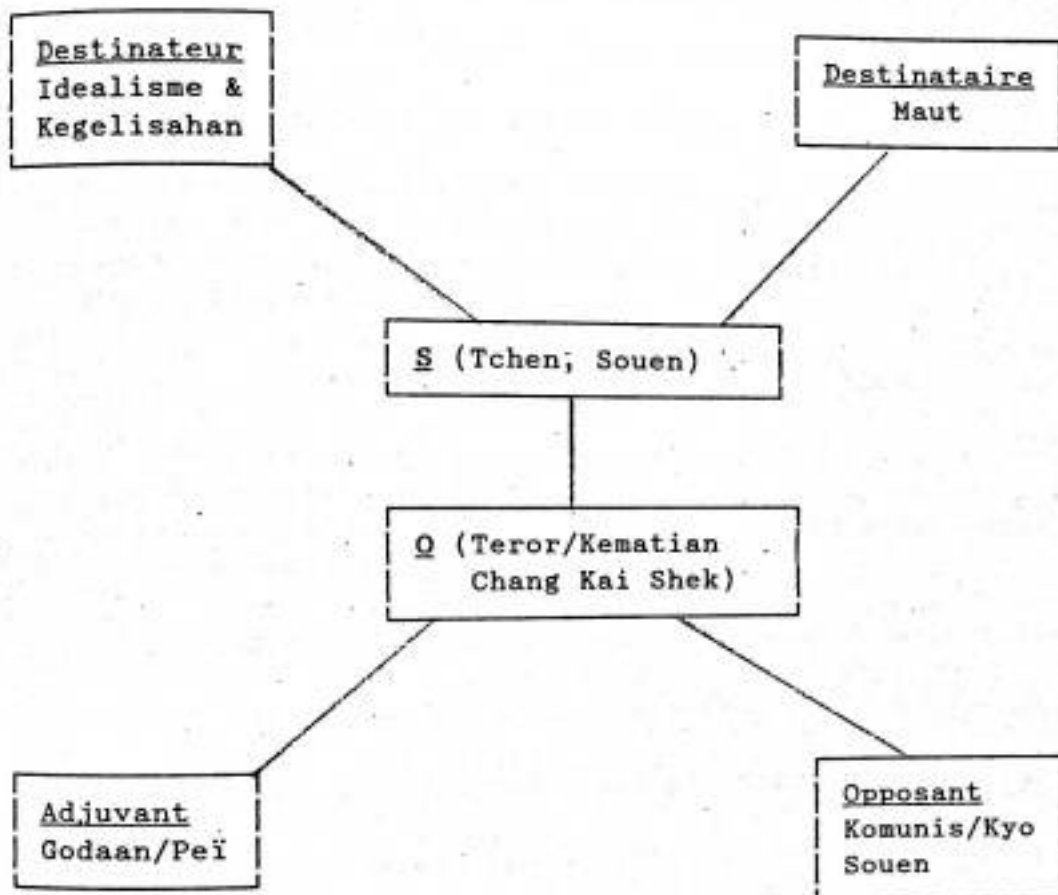 Destinateur
Idealisme &
Kegelisahan
Destinataire
Maut
S (Tchen, Souen)
O (Teror/Kematian
Chang Kai Shek)
Adjuvant
Godaan/Peï
Opposant
Komunis/Kyo
Souen